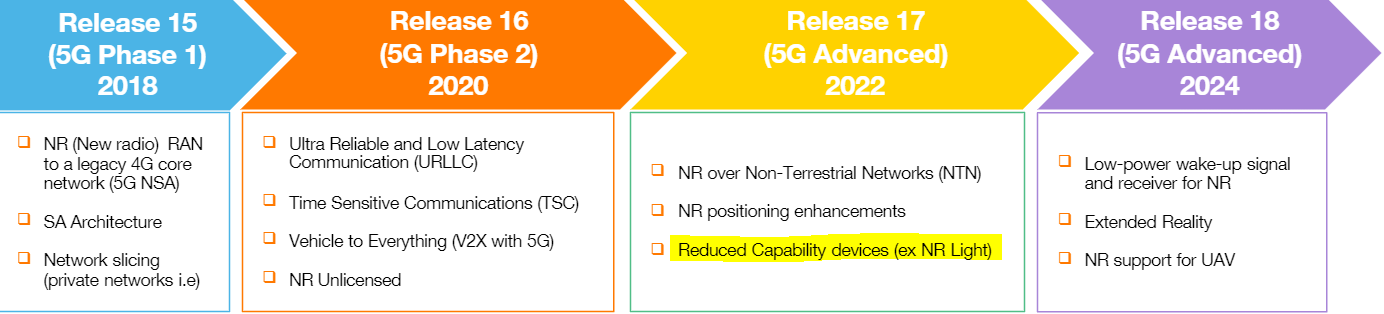 Release 15
(5G Phase 1)
2018
Release 16
(5G Phase 2)
2020
Release 17
(5G Advanced)
2022
Release 18
(5G Advanced)
2024
NR (New radio) RAN
to a legacy 4G core
network (5G NSA)
SA Architecture
Network slicing
(private networks i.e)
Ultra Reliable and Low Latency
Communication (URLLC)
Time Sensitive Communications (TSC)
Vehicle to Everything (V2X with 5G)
NR Unlicensed
NR over Non-Terrestrial Networks (NTN)
NR positioning enhancements
Reduced Capability devices (ex NR Light)
Low-power wake-up signal
and receiver for NR
Extended Reality
NR support for UAV